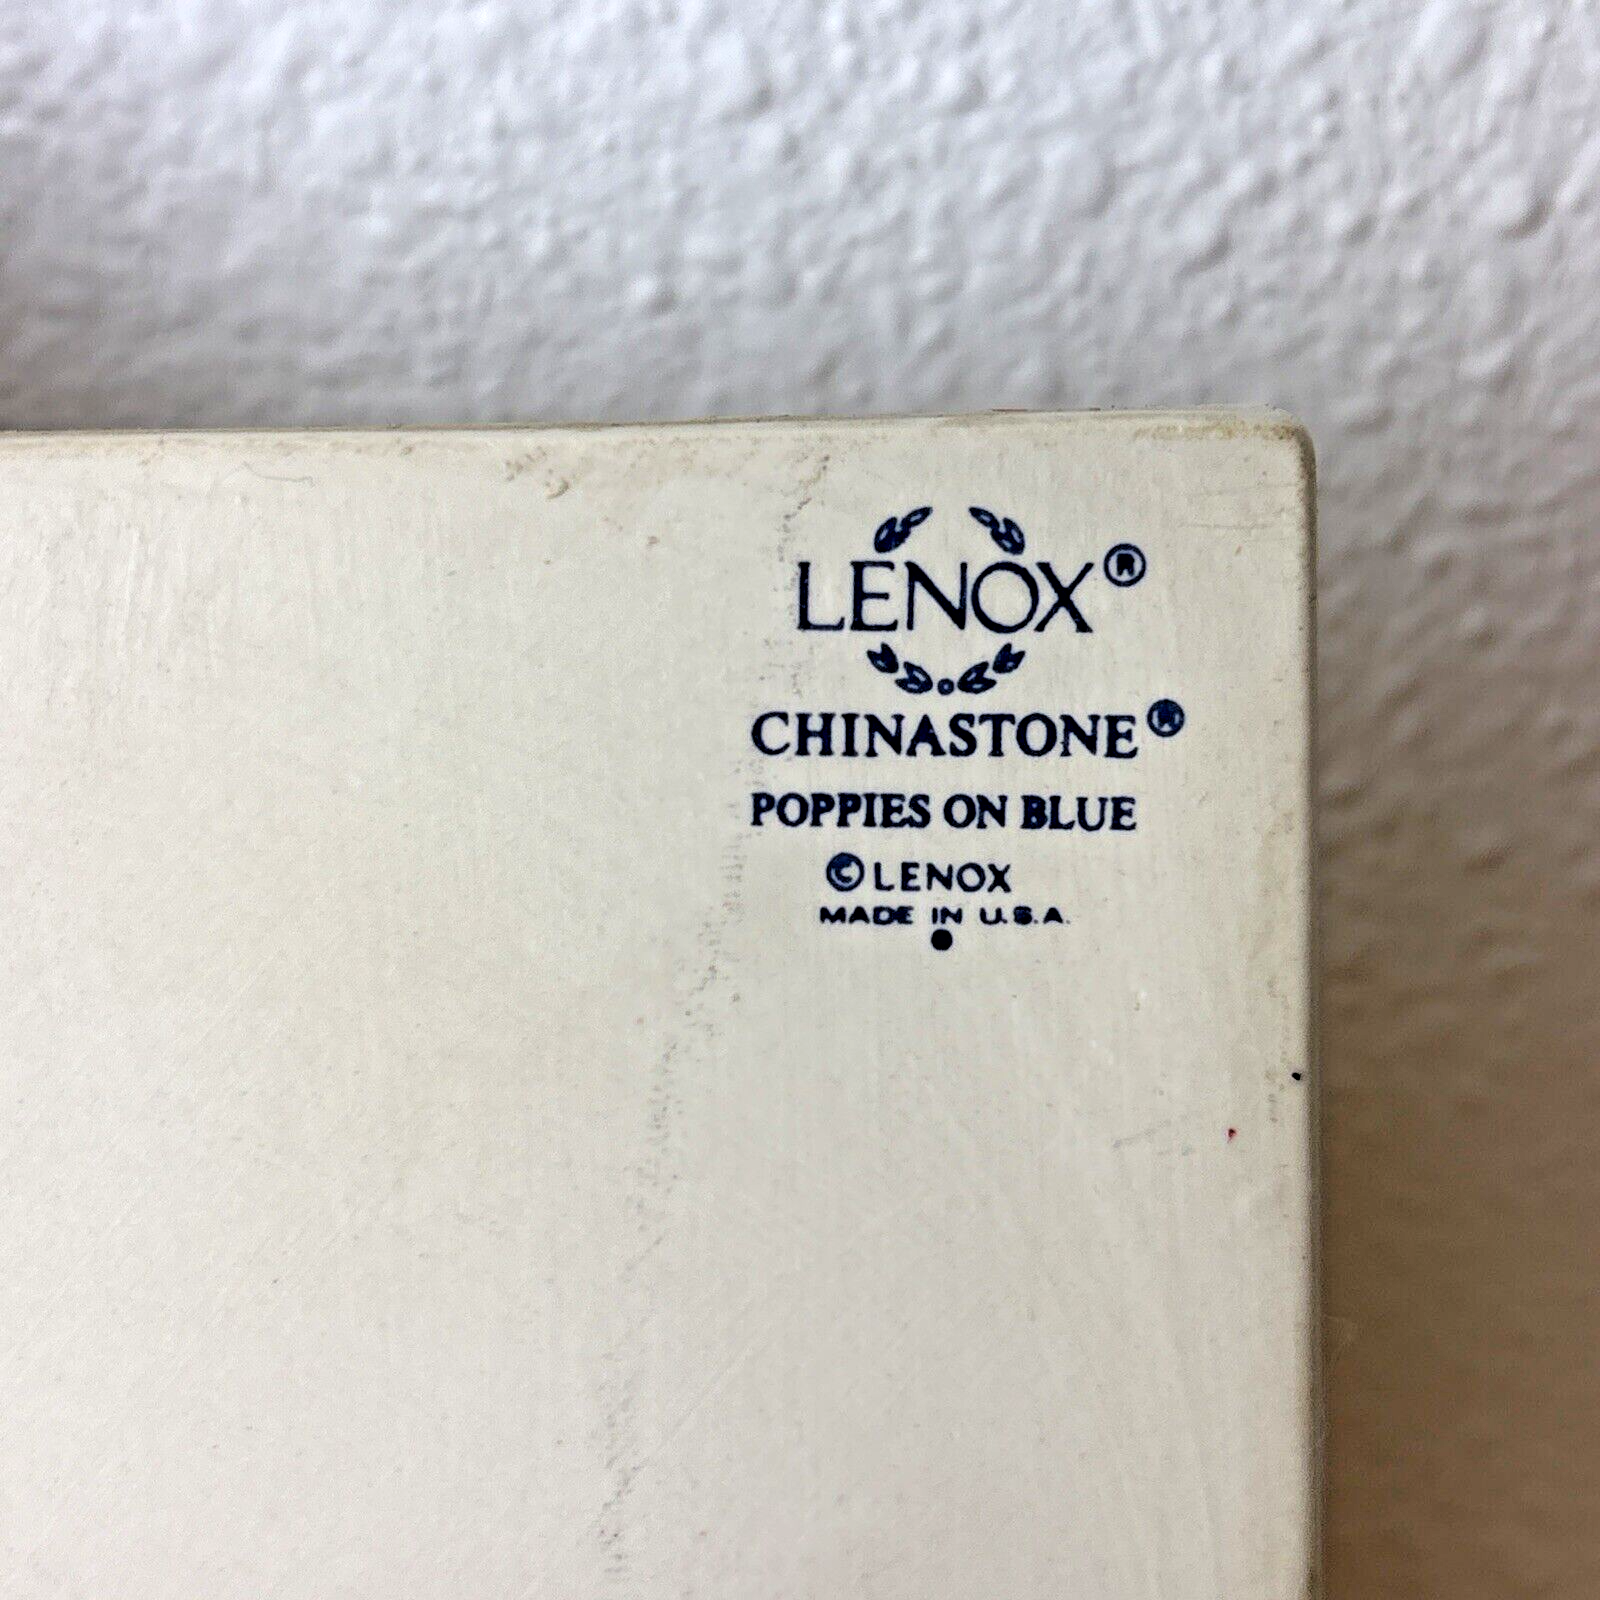 LENOX®
CHINASTONE®
POPPIES ON BLUE
©LENOX
MADE IN U.S.A.